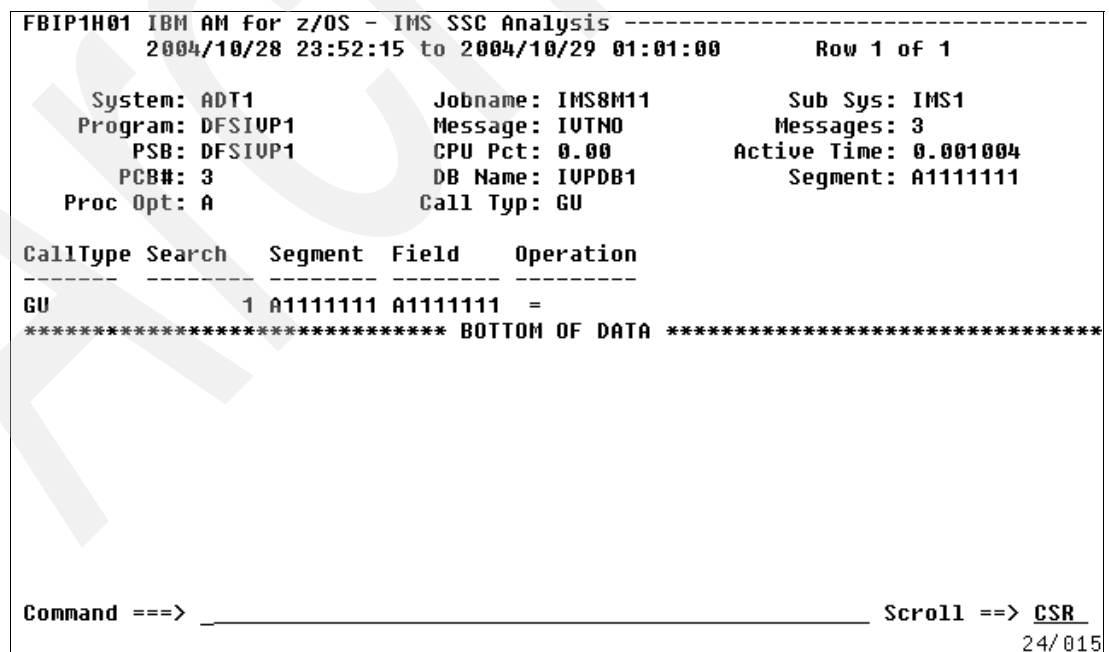 FBIP1H01 IBM AM for z/OS - IMS SSC Analysis ----------------------------------
2004/10/28 23:52:15 to 2004/10/29 01:01:00 Row 1 of 1
System: ADT1 Jobname: IMS8M11 Sub Sys: IMS1
Program: DFSIVP1 Message: IVTNO Messages: 3
PSB: DFSIVP1 CPU Pct: 0.00 Active Time: 0.001004
PCB#: 3 DB Name: IVPDB1 Segment: A1111111
Proc Opt: A Call Typ: GU
CallType Search Segment Field Operation
------- -------- -------- -------- ---------
GU 1 A1111111 A1111111 =
******************************* BOTTOM OF DATA ********************************
Command ===> _ Scroll ==> CSR
24/015